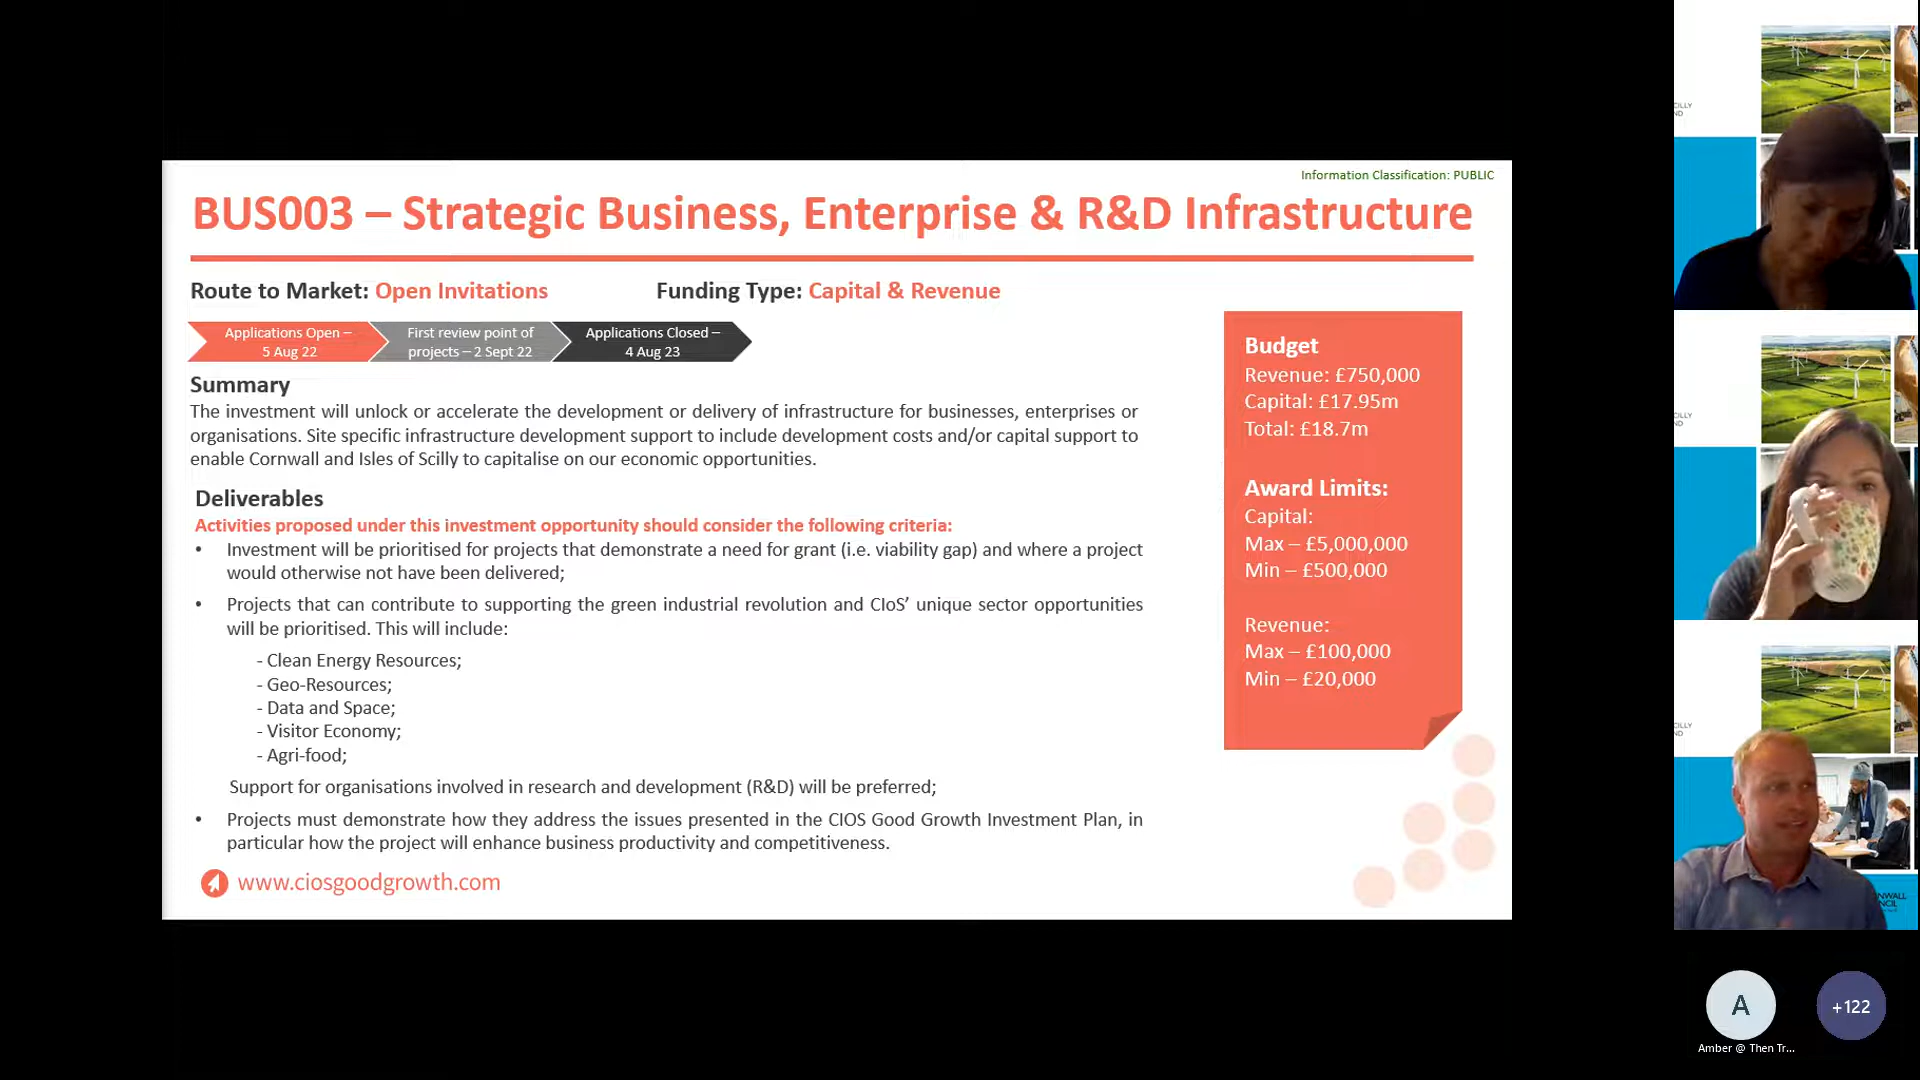 Information Classification: PUBLIC
BUS003 – Strategic Business, Enterprise & R&D Infrastructure
Route to Market: Open Invitations
Funding Type: Capital & Revenue
Applications Open –
5 Aug 22
First review point of
projects – 2 Sept 22
Applications Closed –
4 Aug 23
Summary
The investment will unlock or accelerate the development or delivery of infrastructure for businesses, enterprises or
organisations. Site specific infrastructure development support to include development costs and/or capital support to
enable Cornwall and Isles of Scilly to capitalise on our economic opportunities.
Deliverables
Activities proposed under this investment opportunity should consider the following criteria:
• Investment will be prioritised for projects that demonstrate a need for grant (i.e. viability gap) and where a project
would otherwise not have been delivered;
• Projects that can contribute to supporting the green industrial revolution and CIoS’ unique sector opportunities
will be prioritised. This will include:
- Clean Energy Resources;
- Geo-Resources;
- Data and Space;
- Visitor Economy;
- Agri-food;
Support for organisations involved in research and development (R&D) will be preferred;
• Projects must demonstrate how they address the issues presented in the CIOS Good Growth Investment Plan, in
particular how the project will enhance business productivity and competitiveness.
www.ciosgoodgrowth.com
Budget
Revenue: £750,000
Capital: £17.95m
Total: £18.7m
Award Limits:
Capital:
Max – £5,000,000
Min – £500,000
Revenue:
Max – £100,000
Min – £20,000
A
+122
Amber @ Then Tr...